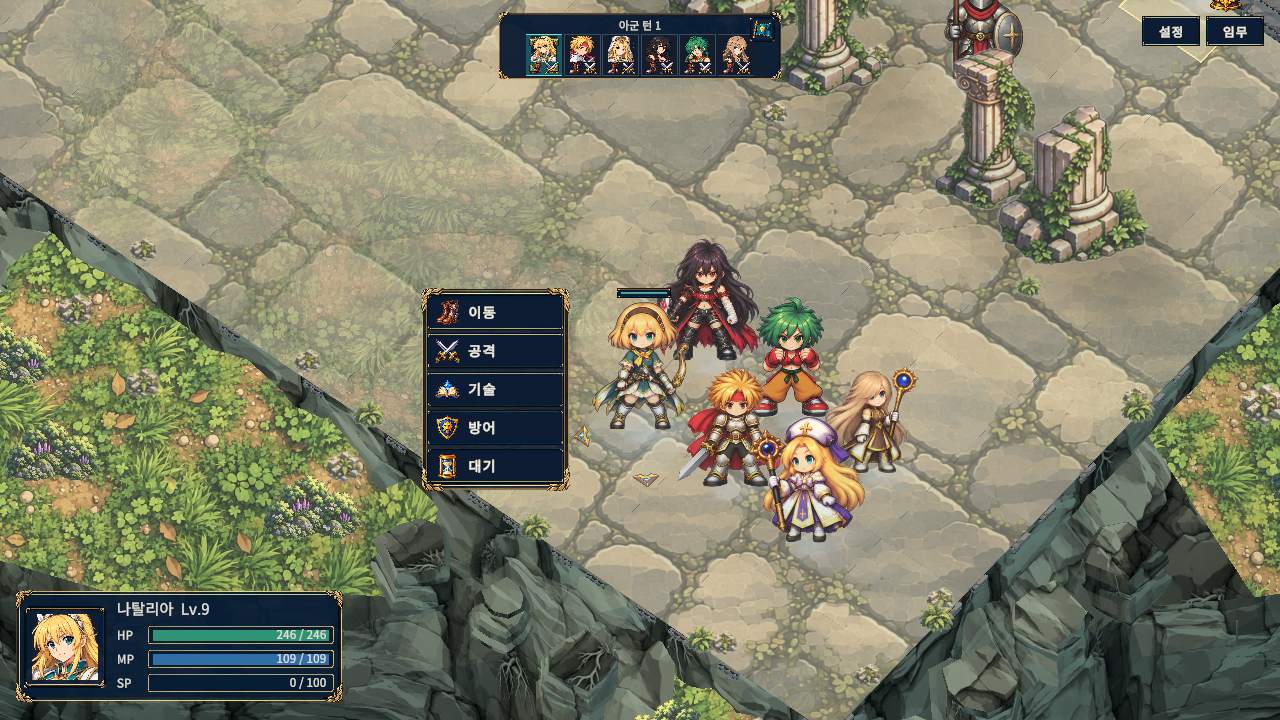 아군 턴 1
설정
임무
이동
공격
기술
방어
대기
나탈리아 Lv.9
HP 246 / 246
MP 109 / 109
SP 0 / 100